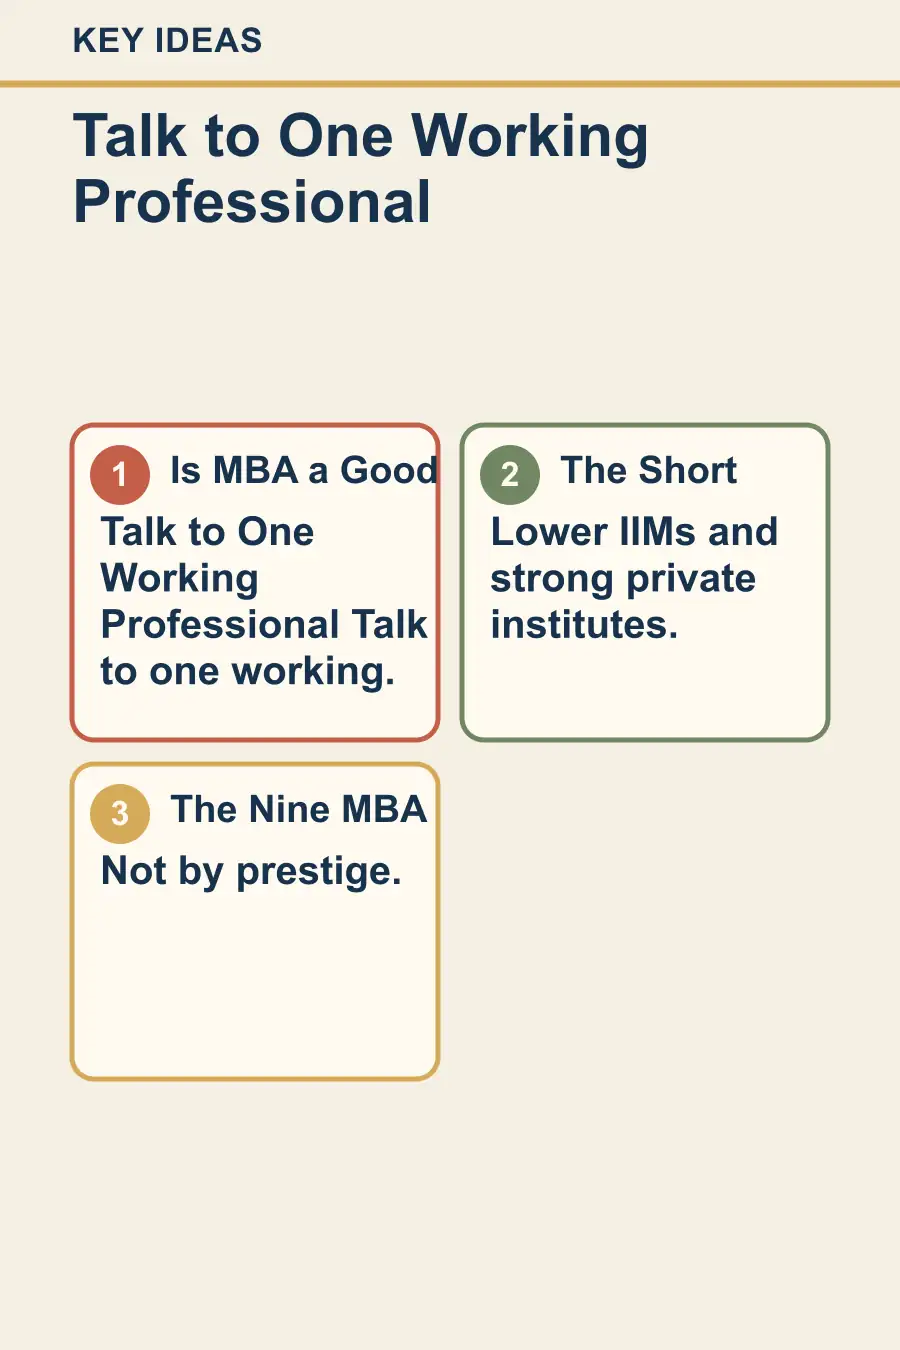 KEY IDEAS
Talk to One Working
Professional
1
Is MBA a Good
Talk to One
Working
Professional Talk
to one working.
2
The Short
Lower IIMs and
strong private
institutes.
3
The Nine MBA
Not by prestige.